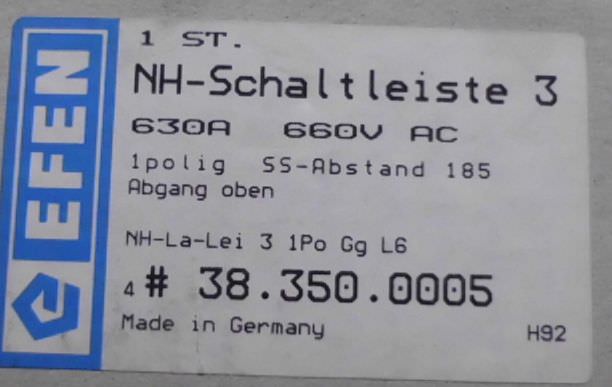 EFEN
1 ST.
NH-Schaltleiste 3
630A 660V AC
1polig SS-Abstand 185
Abgang oben
NH-La-Lei 3 1Po Gg L6
4 # 38.350.0005
Made in Germany H92